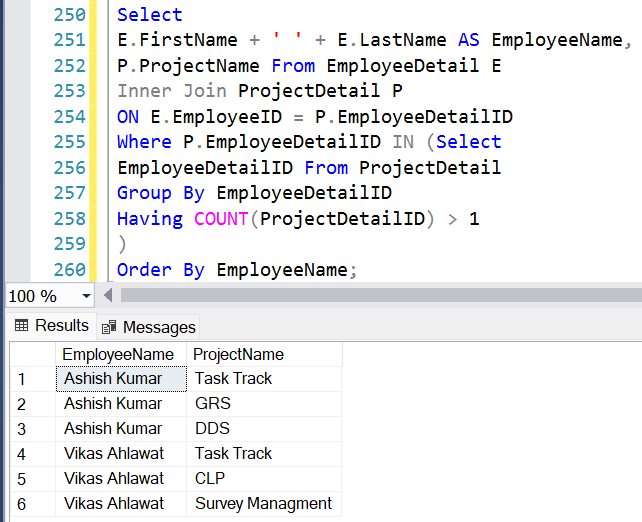 250 Select
251 E.FirstName + ' ' + E.LastName AS EmployeeName,
252 P.ProjectName From EmployeeDetail E
253 Inner Join ProjectDetail P
254 ON E.EmployeeID = P.EmployeeDetailID
255 Where P.EmployeeDetailID IN (Select
256 EmployeeDetailID From ProjectDetail
257 Group By EmployeeDetailID
258 Having COUNT(ProjectDetailID) > 1
259 )
260 Order By EmployeeName;
100 %
Results Messages
EmployeeName ProjectName
1 Ashish Kumar Task Track
2 Ashish Kumar GRS
3 Ashish Kumar DDS
4 Vikas Ahlawat Task Track
5 Vikas Ahlawat CLP
6 Vikas Ahlawat Survey Managment